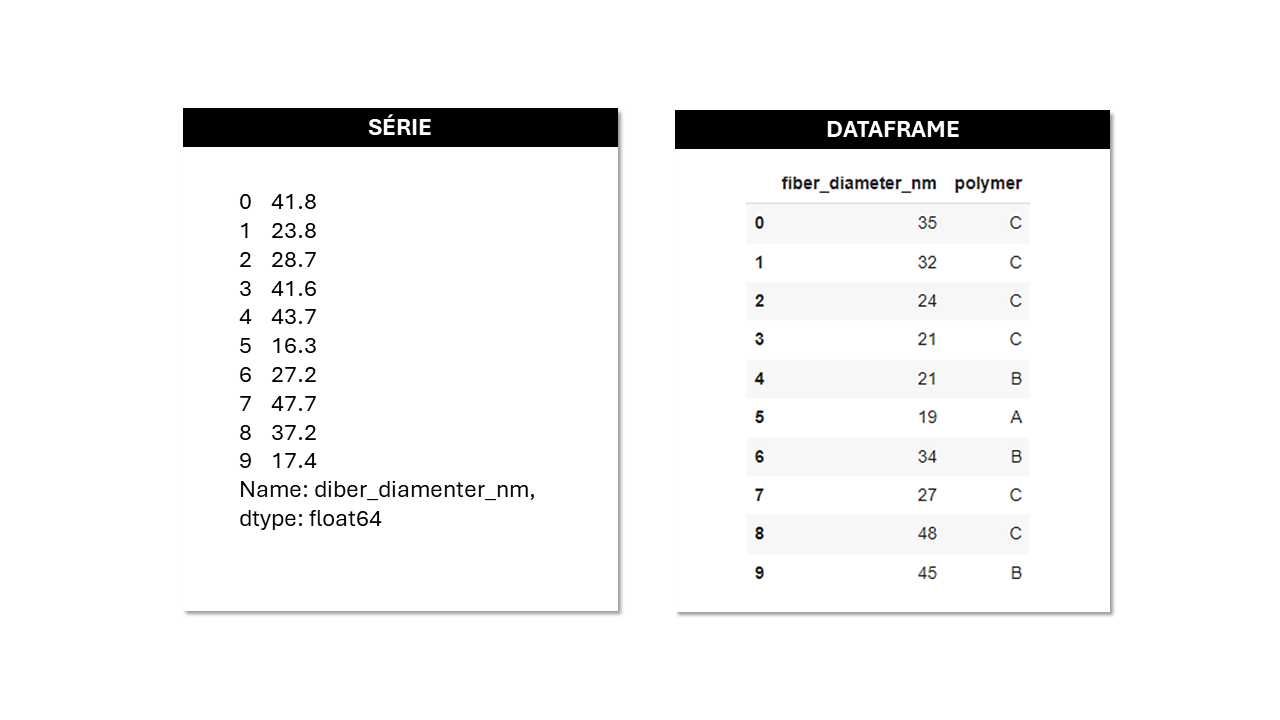 SÉRIE
0 41.8
1 23.8
2 28.7
3 41.6
4 43.7
5 16.3
6 27.2
7 47.7
8 37.2
9 17.4
Name: diber_diamenter_nm,
dtype: float64
DATAFRAME
fiber_diameter_nm polymer
0 35 C
1 32 C
2 24 C
3 21 C
4 21 B
5 19 A
6 34 B
7 27 C
8 48 C
9 45 B